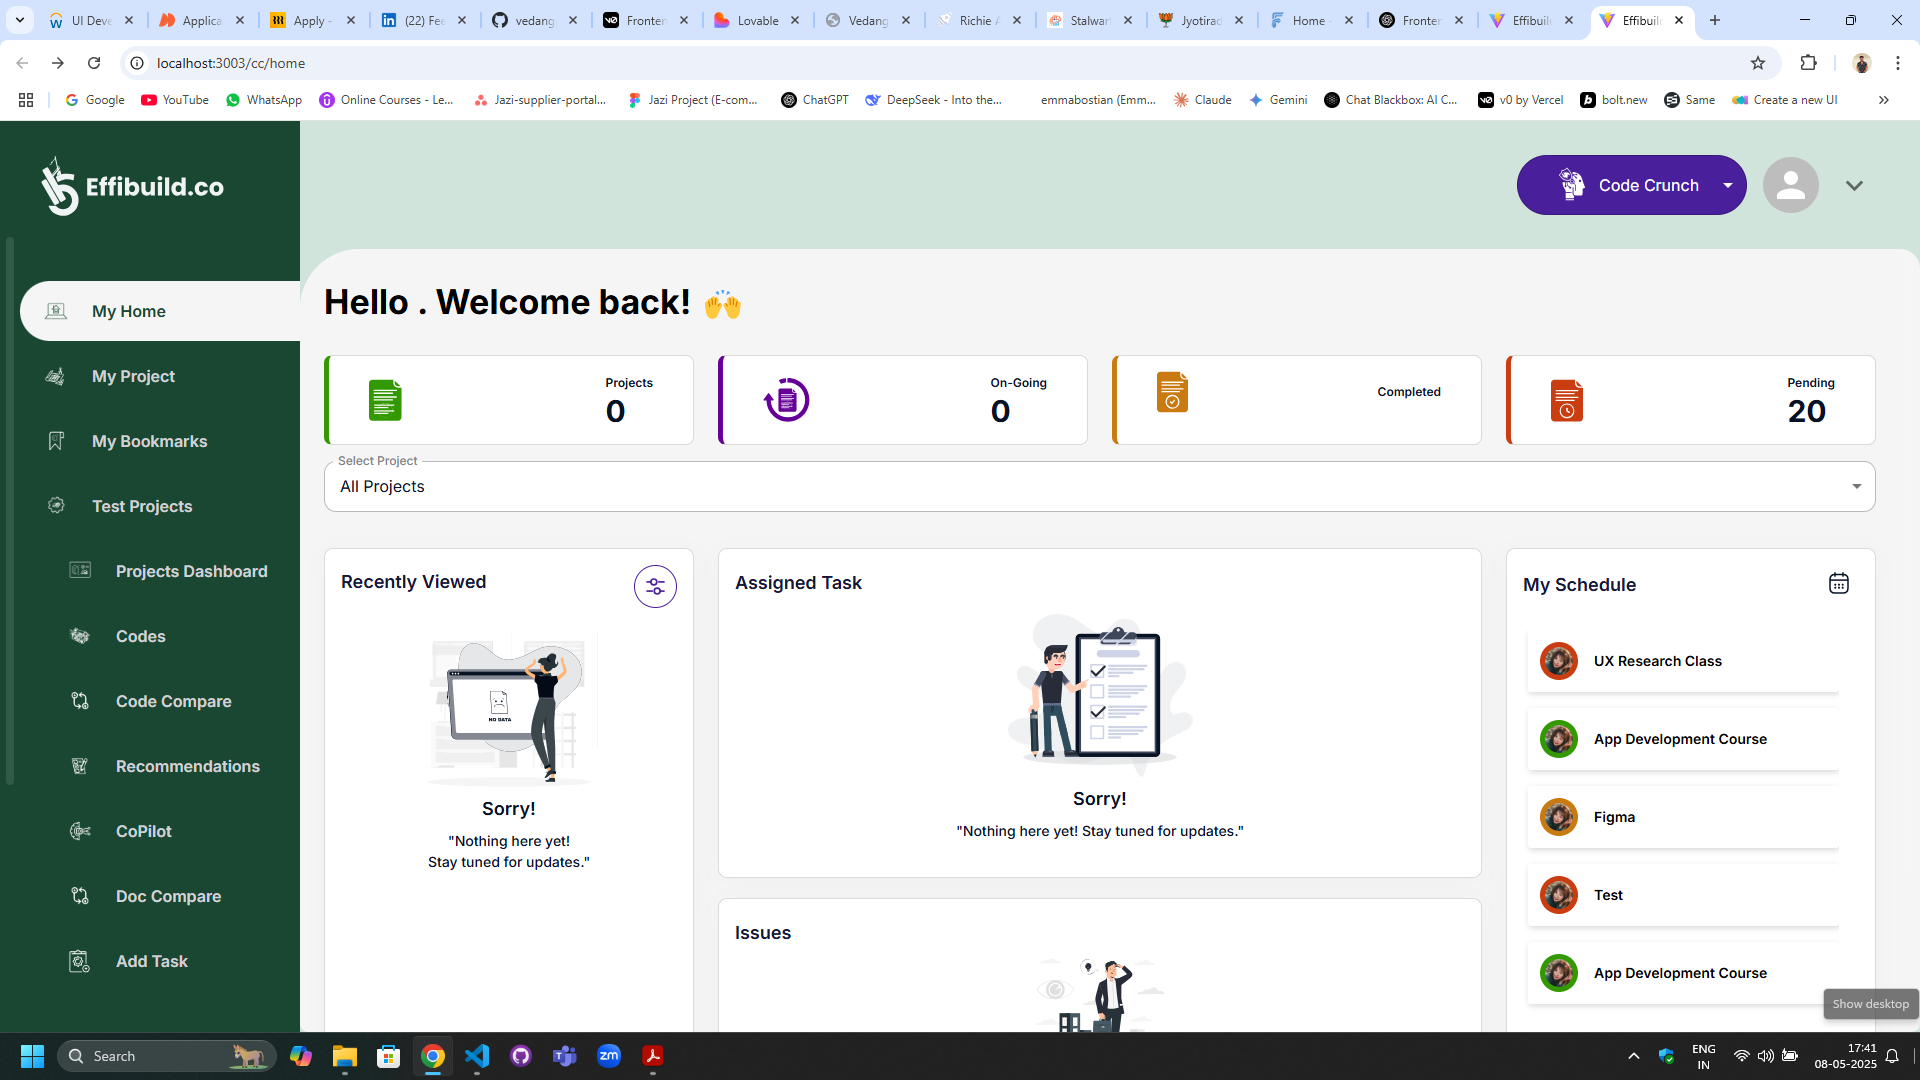 UI Deve
Applica
Apply -
(22) Fee
vedang
Fronten
Lovable
Vedang
Richie A
Stalwar
Jyotirad
Home -
Fronten
Effibuil
Effibuil
localhost:3003/cc/home
Google
YouTube
WhatsApp
Online Courses - Le...
Jazi-supplier-portal...
Jazi Project (E-com...
ChatGPT
DeepSeek - Into the...
emmabostian (Emm...
Claude
Gemini
Chat Blackbox: AI C...
v0 by Vercel
bolt.new
Same
Create a new UI
Effibuild.co
Code Crunch
My Home
My Project
My Bookmarks
Test Projects
Projects Dashboard
Codes
Code Compare
Recommendations
CoPilot
Doc Compare
Add Task
Hello . Welcome back! 🙌
Projects
0
On-Going
0
Completed
Pending
20
Select Project
All Projects
Recently Viewed
NO DATA
Sorry!
"Nothing here yet!
Stay tuned for updates."
Assigned Task
Sorry!
"Nothing here yet! Stay tuned for updates."
Issues
My Schedule
UX Research Class
App Development Course
Figma
Test
App Development Course
Show desktop
Search
zm
ENG
IN
17:41
08-05-2025